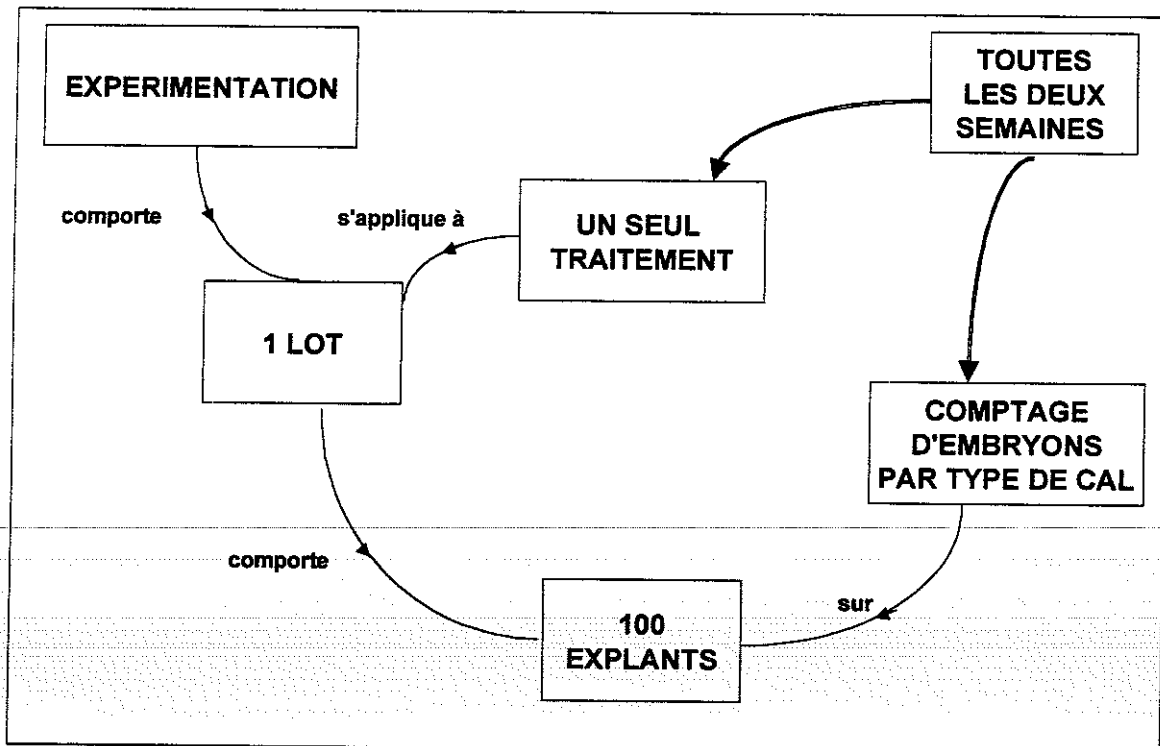 EXPERIMENTATION
TOUTES
LES DEUX
SEMAINES
comporte
s'applique à
UN SEUL
TRAITEMENT
1 LOT
COMPTAGE
D'EMBRYONS
PAR TYPE DE CAL
comporte
sur
100
EXPLANTS